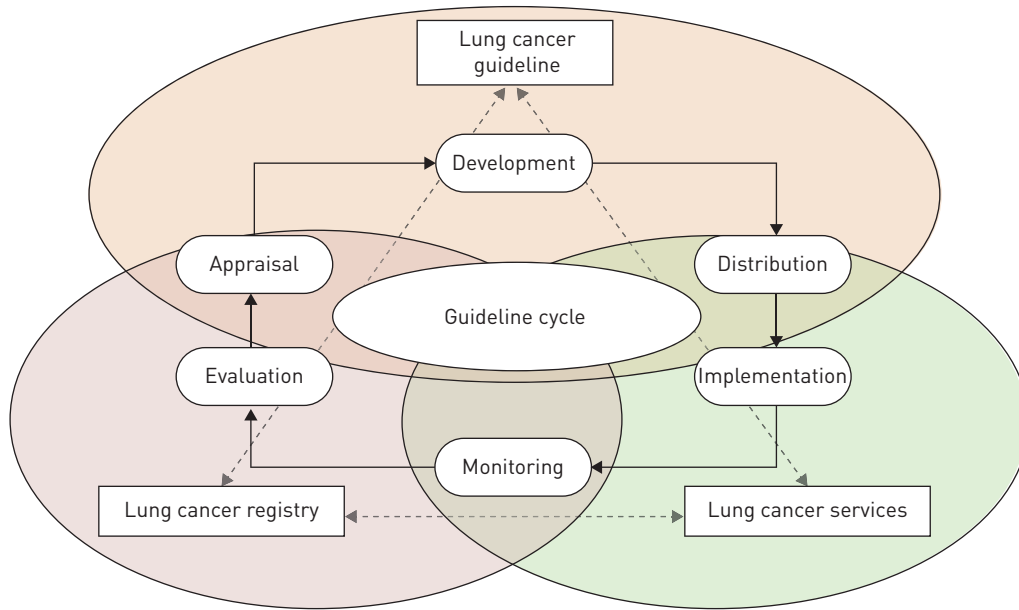 Lung cancer
guideline
Development
Appraisal
Distribution
Guideline cycle
Evaluation
Implementation
Monitoring
Lung cancer registry
Lung cancer services